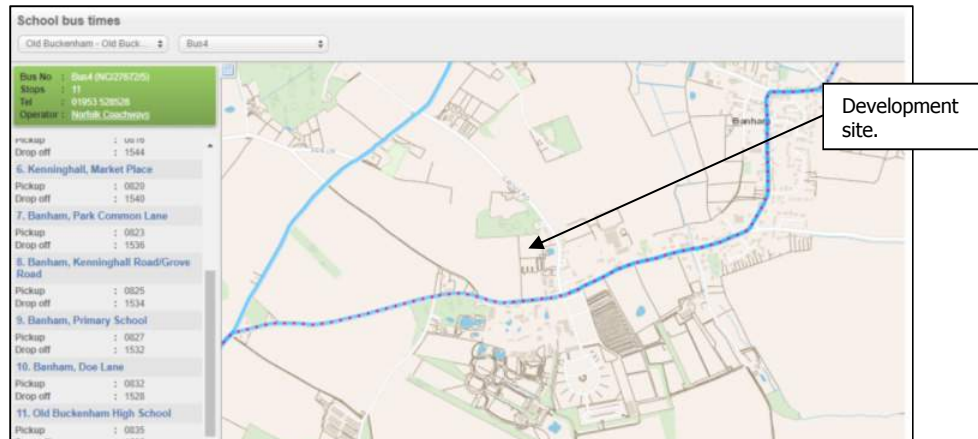 School bus times
Old Buckenham - Old Buck...
Bus4
Bus No : Bus4 (NC/27672/5)
Stops : 11
Tel : 01953 528528
Operator : Norfolk Coachways
Pickup
Drop off : 1544
6. Kenninghall, Market Place
Pickup : 0820
Drop off : 1540
7. Banham, Park Common Lane
Pickup : 0823
Drop off : 1536
8. Banham, Kenninghall Road/Grove
Road
Pickup : 0825
Drop off : 1534
9. Banham, Primary School
Pickup : 0827
Drop off : 1532
10. Banham, Doe Lane
Pickup : 0832
Drop off : 1528
11. Old Buckenham High School
Pickup : 0835
Banham
Development
site.